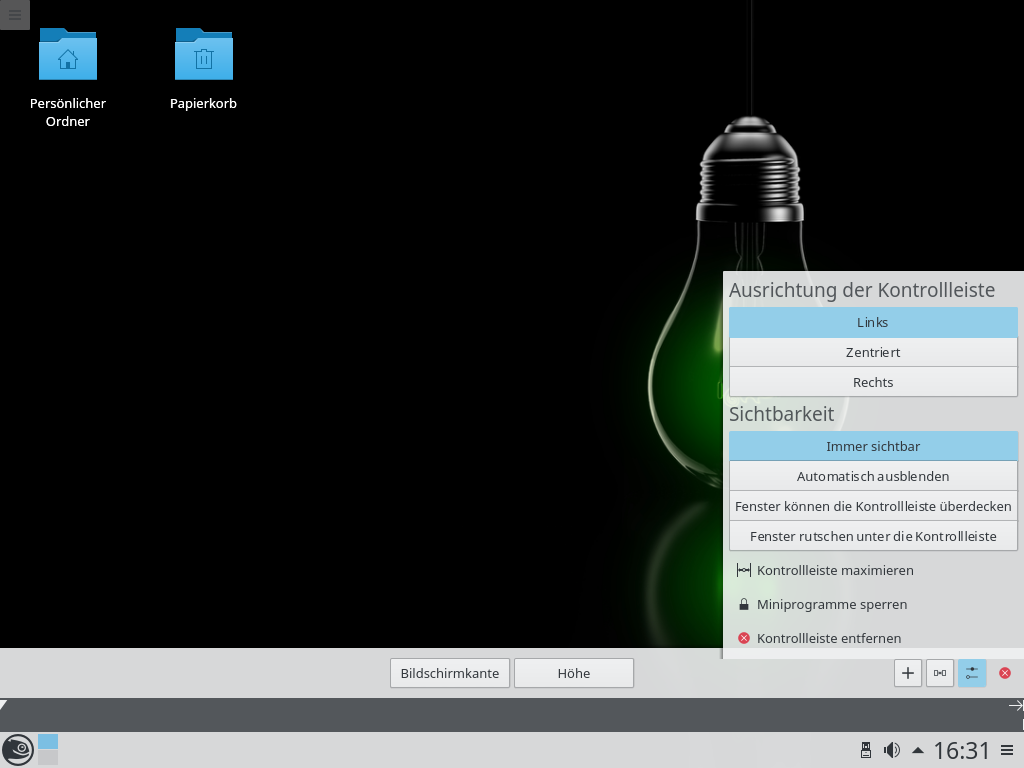 Persönlicher
Ordner
Papierkorb
Ausrichtung der Kontrollleiste
Links
Zentriert
Rechts
Sichtbarkeit
Immer sichtbar
Automatisch ausblenden
Fenster können die Kontrollleiste überdecken
Fenster rutschen unter die Kontrollleiste
Kontrollleiste maximieren
Miniprogramme sperren
Kontrollleiste entfernen
Bildschirmkante
Höhe
16:31